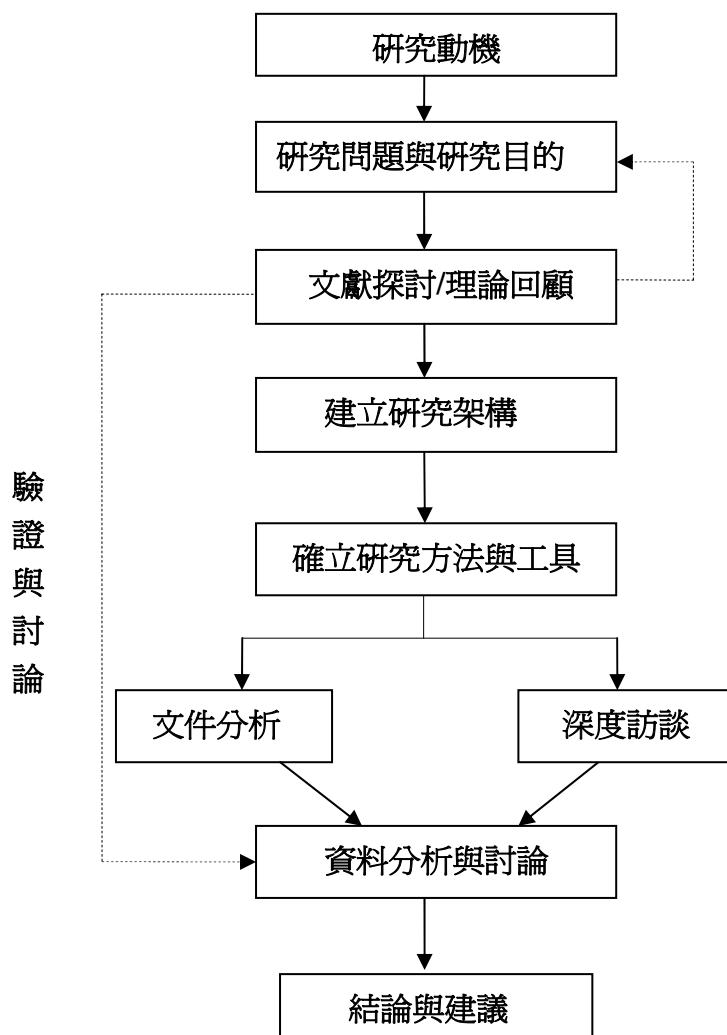 研究動機
研究問題與研究目的
文獻探討/理論回顧
建立研究架構
驗證與討論
確立研究方法與工具
文件分析
深度訪談
資料分析與討論
結論與建議